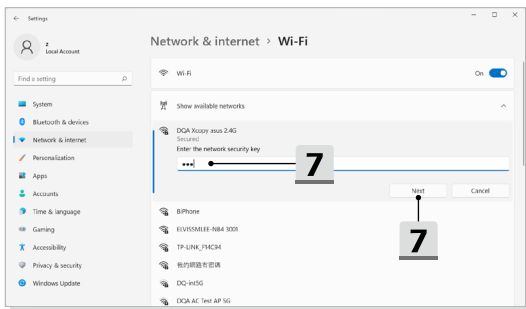 Settings
z
Local Account
Find a setting
System
Bluetooth & devices
Network & internet
Personalization
Apps
Accounts
Time & language
Gaming
Accessibility
Privacy & security
Windows Update
Network & internet > Wi-Fi
Wi-Fi
On
Show available networks
DQA Xcopy asus 2.4G
Secured
Enter the network security key
•••
7
Next
Cancel
7
BiPhone
ELVISSMLEE-NB4 3001
TP-LINK_F14C94
我的網路有密碼
DQ-int5G
DQA AC Test AP 5G